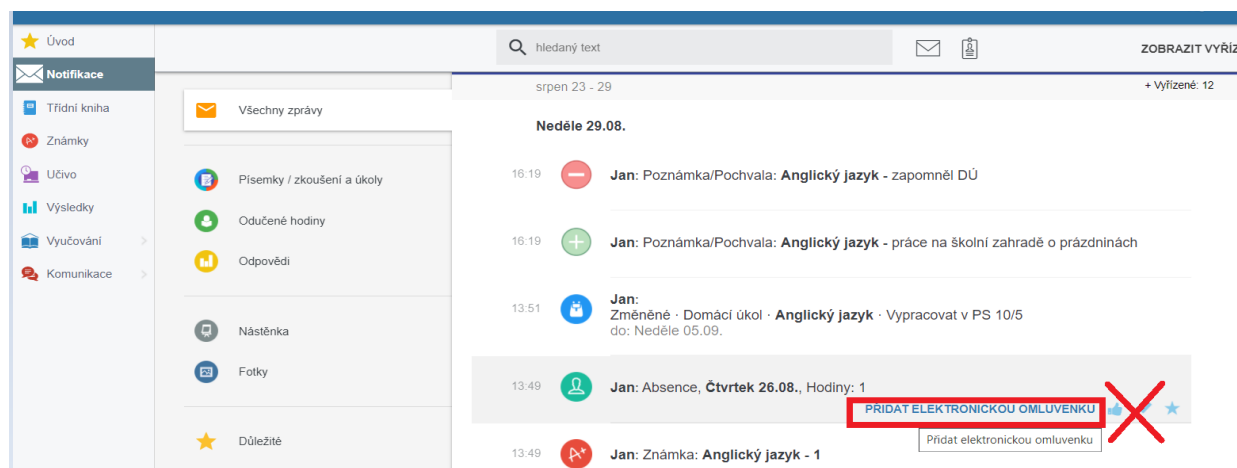 Úvod
Notifikace
Třídní kniha
Známky
Učivo
Výsledky
Vyučování
Komunikace
hledaný text
ZOBRAZIT VYŘÍZ
Všechny zprávy
Písemky / zkoušení a úkoly
Odučené hodiny
Odpovědi
Nástěnka
Fotky
Důležité
srpen 23 - 29
+ Vyřízené: 12
Neděle 29.08.
16:19 Jan: Poznámka/Pochvala: Anglický jazyk - zapomněl DÚ
16:19 Jan: Poznámka/Pochvala: Anglický jazyk - práce na školní zahradě o prázdninách
13:51 Jan:
Změněné · Domácí úkol · Anglický jazyk · Vypracovat v PS 10/5
do: Neděle 05.09.
13:49 Jan: Absence, Čtvrtek 26.08., Hodiny: 1
PŘIDAT ELEKTRONICKOU OMLUVENKU
Přidat elektronickou omluvenku
13:49 A+ Jan: Známka: Anglický jazyk - 1